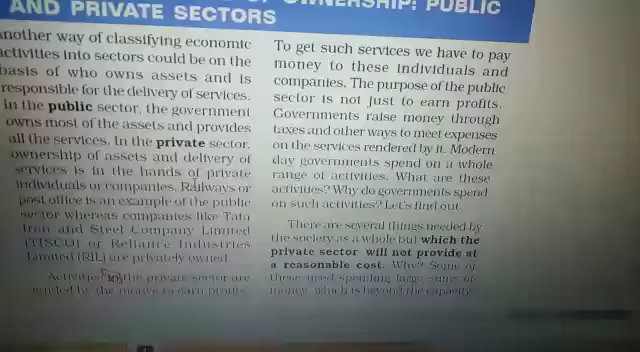 OWNERSHIP: PUBLIC
AND PRIVATE SECTORS
Another way of classifying economic
activities into sectors could be on the
basis of who owns assets and is
responsible for the delivery of services.
In the public sector, the government
owns most of the assets and provides
all the services. In the private sector,
ownership of assets and delivery of
services is in the hands of private
individuals or companies. Railways or
post office is an example of the public
sector whereas companies like Tata
Iron and Steel Company Limited
(TISCO) or Reliance Industries
Limited (RIL) are privately owned.
Activities in the private sector are
guided by the motive to earn profits.
To get such services we have to pay
money to these individuals and
companies. The purpose of the public
sector is not just to earn profits.
Governments raise money through
taxes and other ways to meet expenses
on the services rendered by it. Modern
day governments spend on a whole
range of activities. What are these
activities? Why do governments spend
on such activities? Let's find out.
There are several things needed by
the society as a whole but which the
private sector will not provide at
a reasonable cost. Why? Some of
these need spending large sums of
money, which is beyond the capacity